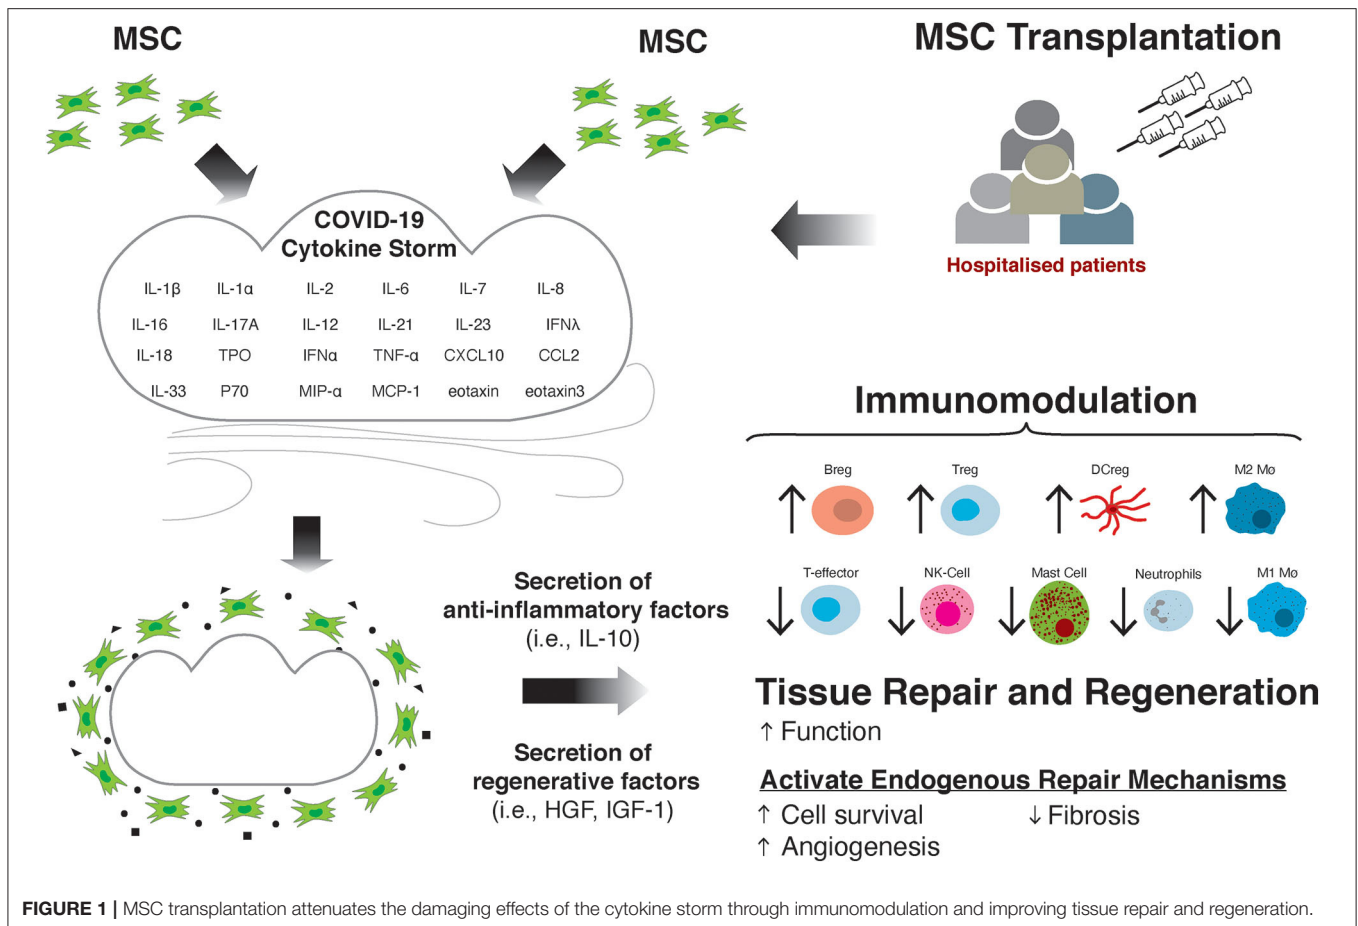 MSC
MSC
MSC Transplantation
Hospitalised patients
COVID-19
Cytokine Storm
IL-1β IL-1α IL-2 IL-6 IL-7 IL-8
IL-16 IL-17A IL-12 IL-21 IL-23 IFNλ
IL-18 TPO IFNα TNF-α CXCL10 CCL2
IL-33 P70 MIP-α MCP-1 eotaxin eotaxin3
Immunomodulation
Breg Treg DCreg M2 Mø
T-effector NK-Cell Mast Cell Neutrophils M1 Mø
Secretion of
anti-inflammatory factors
(i.e., IL-10)
Secretion of
regenerative factors
(i.e., HGF, IGF-1)
Tissue Repair and Regeneration
↑ Function
Activate Endogenous Repair Mechanisms
↑ Cell survival ↓ Fibrosis
↑ Angiogenesis
FIGURE 1 | MSC transplantation attenuates the damaging effects of the cytokine storm through immunomodulation and improving tissue repair and regeneration.